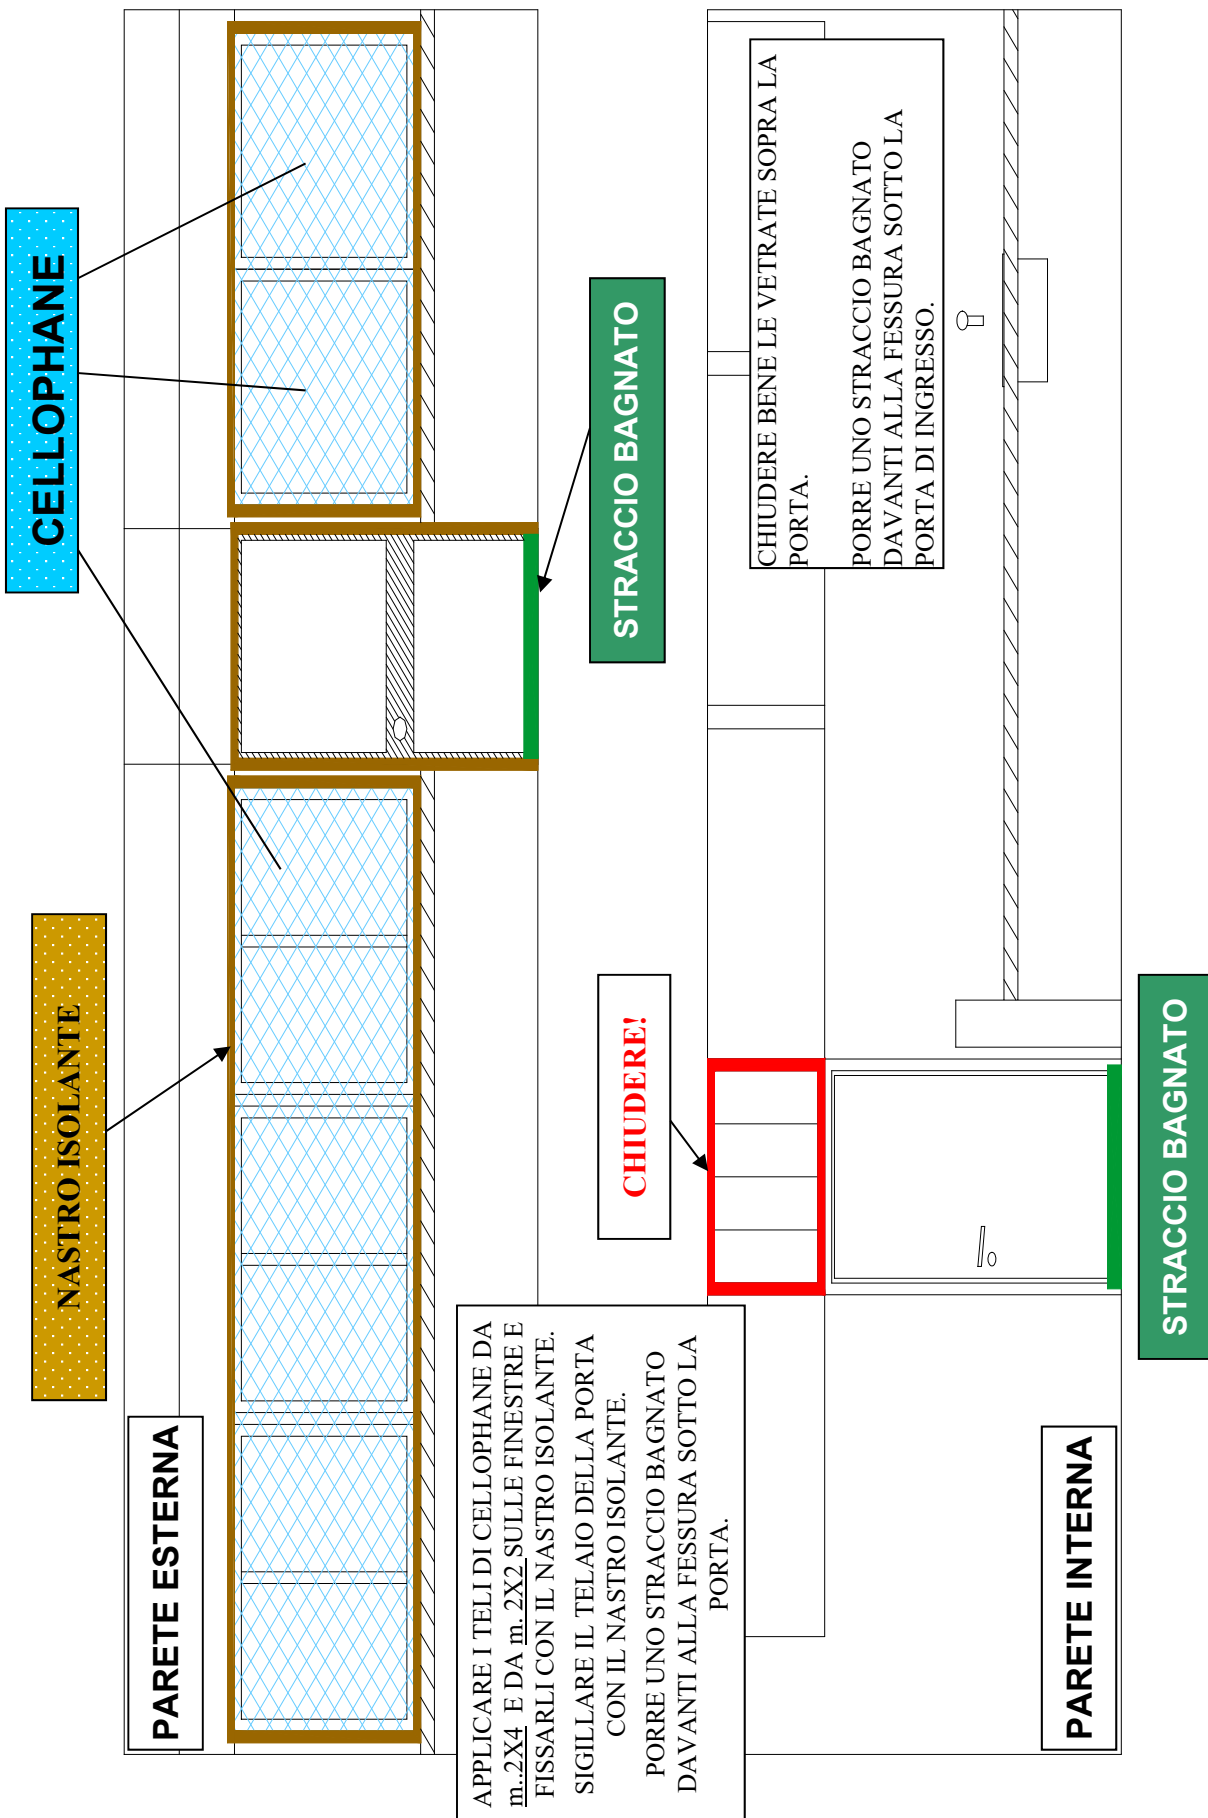 CELLOPHANE
NASTRO ISOLANTE
PARETE ESTERNA
STRACCIO BAGNATO
APPLICARE I TELI DI CELLOPHANE DA
m..2X4 E DA m. 2X2 SULLE FINESTRE E
FISSARLI CON IL NASTRO ISOLANTE.
SIGILLARE IL TELAIO DELLA PORTA
CON IL NASTRO ISOLANTE.
PORRE UNO STRACCIO BAGNATO
DAVANTI ALLA FESSURA SOTTO LA
PORTA.
CHIUDERE!
CHIUDERE BENE LE VETRATE SOPRA LA
PORTA.
PORRE UNO STRACCIO BAGNATO
DAVANTI ALLA FESSURA SOTTO LA
PORTA DI INGRESSO.
PARETE INTERNA
STRACCIO BAGNATO